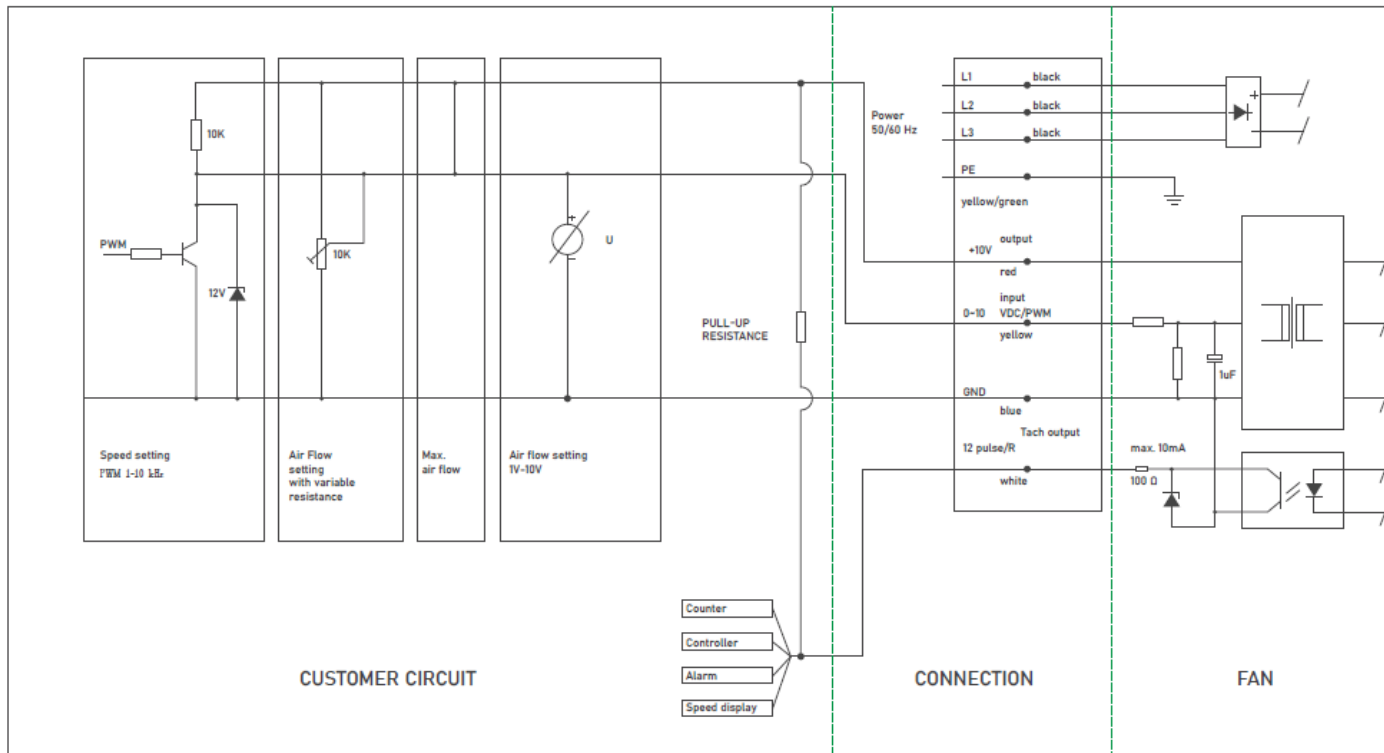 10K
PWM
12V
Speed setting
PWM 1-10 kHz
10K
Air Flow
setting
with variable
resistance
Max.
air flow
+
U
Air flow setting
1V-10V
PULL-UP
RESISTANCE
Counter
Controller
Alarm
Speed display
CUSTOMER CIRCUIT
Power
50/60 Hz
L1 black
L2 black
L3 black
PE
yellow/green
output
+10V
red
input
0~10 VDC/PWM
yellow
GND
blue
Tach output
12 pulse/R
white
CONNECTION
+
1uF
max. 10mA
100 Ω
FAN